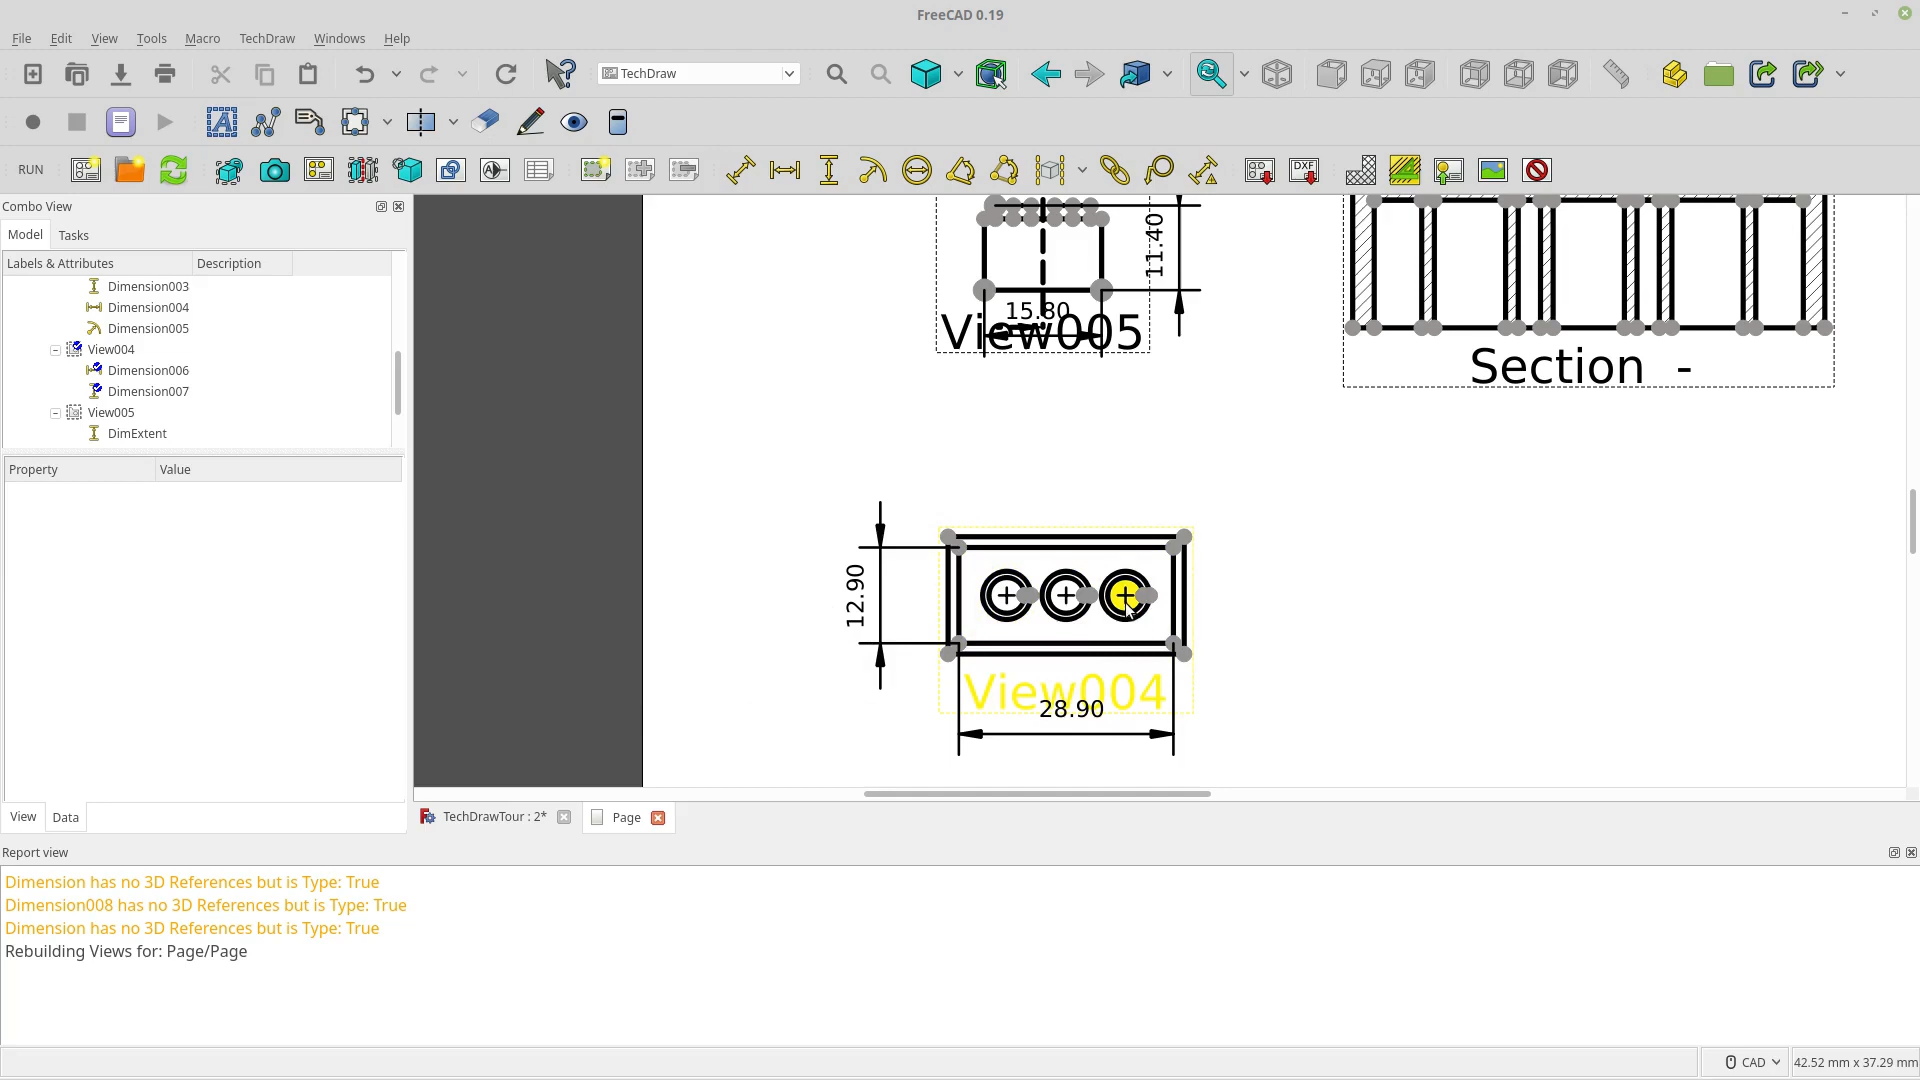 FreeCAD 0.19
File Edit View Tools Macro TechDraw Windows Help
TechDraw
RUN DXF
Combo View
Model Tasks
Labels & Attributes Description
Dimension003
Dimension004
Dimension005
View004
Dimension006
Dimension007
View005
DimExtent
Property Value
View Data
11.40
15.80
View005
Section -
12.90
View004
28.90
TechDrawTour : 2* Page
Report view
Dimension has no 3D References but is Type: True
Dimension008 has no 3D References but is Type: True
Dimension has no 3D References but is Type: True
Rebuilding Views for: Page/Page
CAD 42.52 mm x 37.29 mm